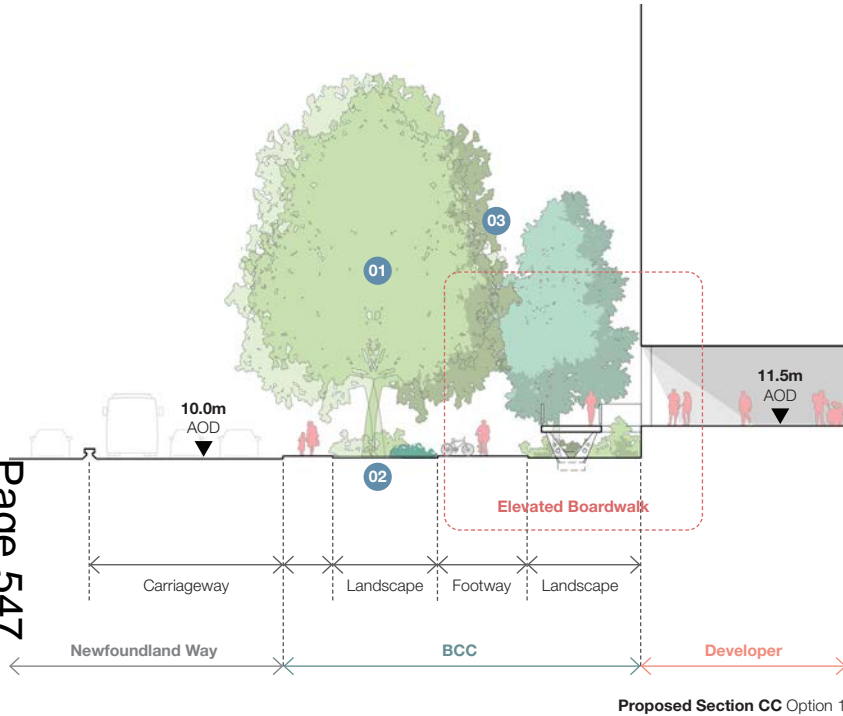 03
01
11.5m
AOD
10.0m
AOD
02
Elevated Boardwalk
Page 547
Carriageway
Landscape
Footway
Landscape
Newfoundland Way
BCC
Developer
Proposed Section CC Option 1